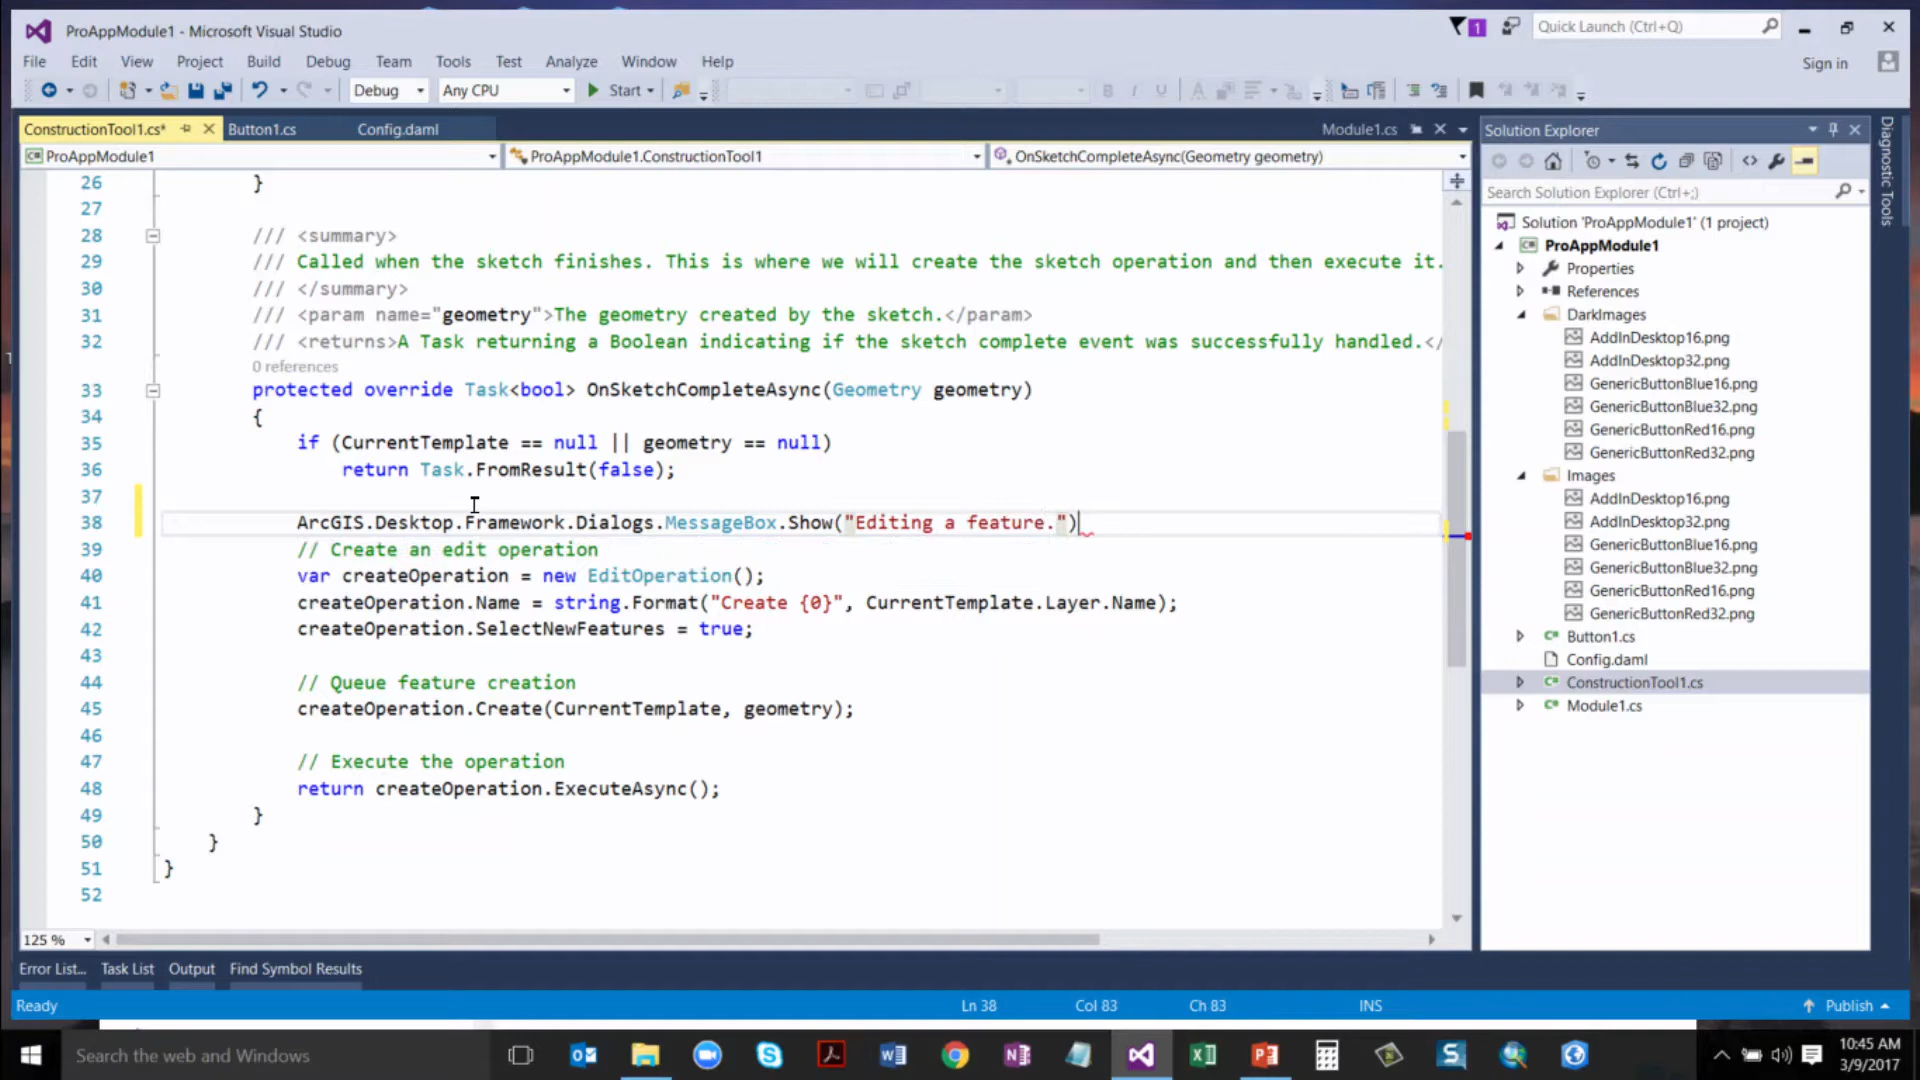 ProAppModule1 - Microsoft Visual Studio
1
Quick Launch (Ctrl+Q)
File Edit View Project Build Debug Team Tools Test Analyze Window Help
Sign in
Debug Any CPU Start
ConstructionTool1.cs* Button1.cs Config.daml Module1.cs
ProAppModule1 ProAppModule1.ConstructionTool1 OnSketchCompleteAsync(Geometry geometry)
26 }
27
28 /// <summary>
29 /// Called when the sketch finishes. This is where we will create the sketch operation and then execute it.
30 /// </summary>
31 /// <param name="geometry">The geometry created by the sketch.</param>
32 /// <returns>A Task returning a Boolean indicating if the sketch complete event was successfully handled.</
0 references
33 protected override Task<bool> OnSketchCompleteAsync(Geometry geometry)
34 {
35 if (CurrentTemplate == null || geometry == null)
36 return Task.FromResult(false);
37
38 ArcGIS.Desktop.Framework.Dialogs.MessageBox.Show("Editing a feature.")
39 // Create an edit operation
40 var createOperation = new EditOperation();
41 createOperation.Name = string.Format("Create {0}", CurrentTemplate.Layer.Name);
42 createOperation.SelectNewFeatures = true;
43
44 // Queue feature creation
45 createOperation.Create(CurrentTemplate, geometry);
46
47 // Execute the operation
48 return createOperation.ExecuteAsync();
49 }
50 }
51 }
52
125 %
Solution Explorer
Search Solution Explorer (Ctrl+;)
Solution 'ProAppModule1' (1 project)
ProAppModule1
Properties
References
DarkImages
AddInDesktop16.png
AddInDesktop32.png
GenericButtonBlue16.png
GenericButtonBlue32.png
GenericButtonRed16.png
GenericButtonRed32.png
Images
AddInDesktop16.png
AddInDesktop32.png
GenericButtonBlue16.png
GenericButtonBlue32.png
GenericButtonRed16.png
GenericButtonRed32.png
Button1.cs
Config.daml
ConstructionTool1.cs
Module1.cs
Diagnostic Tools
Error List... Task List Output Find Symbol Results
Ready Ln 38 Col 83 Ch 83 INS Publish
Search the web and Windows
10:45 AM
3/9/2017